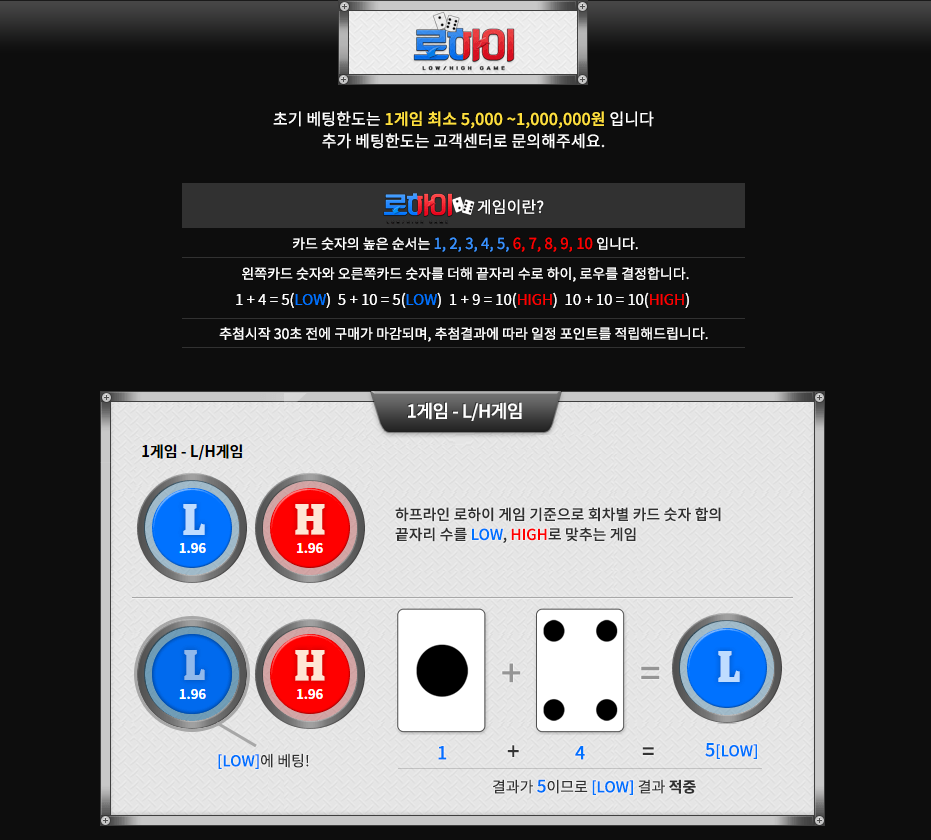 로하이
LOW/HIGH GAME
초기 베팅한도는 1게임 최소 5,000 ~1,000,000원 입니다
추가 베팅한도는 고객센터로 문의해주세요.
로하이 게임이란?
카드 숫자의 높은 순서는 1, 2, 3, 4, 5, 6, 7, 8, 9, 10 입니다.
왼쪽카드 숫자와 오른쪽카드 숫자를 더해 끝자리 수로 하이, 로우를 결정합니다.
1 + 4 = 5(LOW) 5 + 10 = 5(LOW) 1 + 9 = 10(HIGH) 10 + 10 = 10(HIGH)
추첨시작 30초 전에 구매가 마감되며, 추첨결과에 따라 일정 포인트를 적립해드립니다.
1게임 - L/H게임
1게임 - L/H게임
L H
1.96 1.96
하프라인 로하이 게임 기준으로 회차별 카드 숫자 합의
끝자리 수를 LOW, HIGH로 맞추는 게임
L H + = L
1.96 1.96
1 + 4 = 5[LOW]
[LOW]에 베팅!
결과가 5이므로 [LOW] 결과 적중